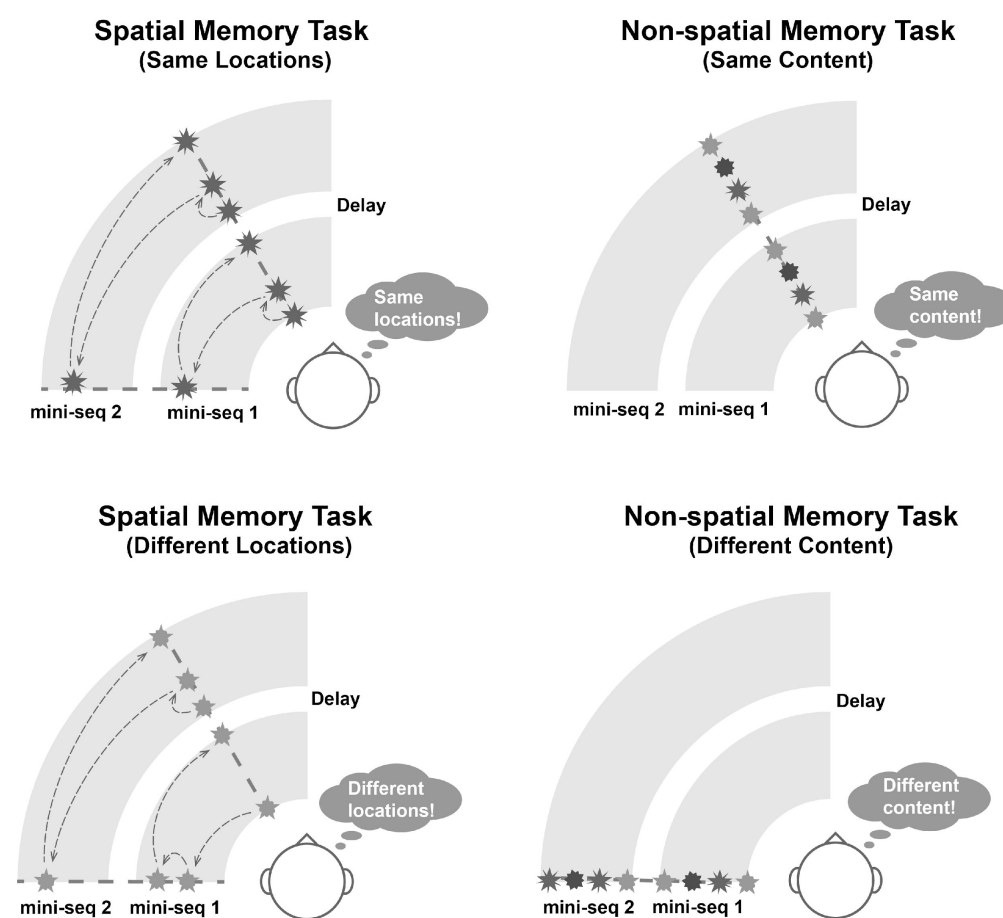 Spatial Memory Task
(Same Locations)
Delay
Same
locations!
mini-seq 2
mini-seq 1
Non-spatial Memory Task
(Same Content)
Delay
Same
content!
mini-seq 2
mini-seq 1
Spatial Memory Task
(Different Locations)
Delay
Different
locations!
mini-seq 2
mini-seq 1
Non-spatial Memory Task
(Different Content)
Delay
Different
content!
mini-seq 2
mini-seq 1